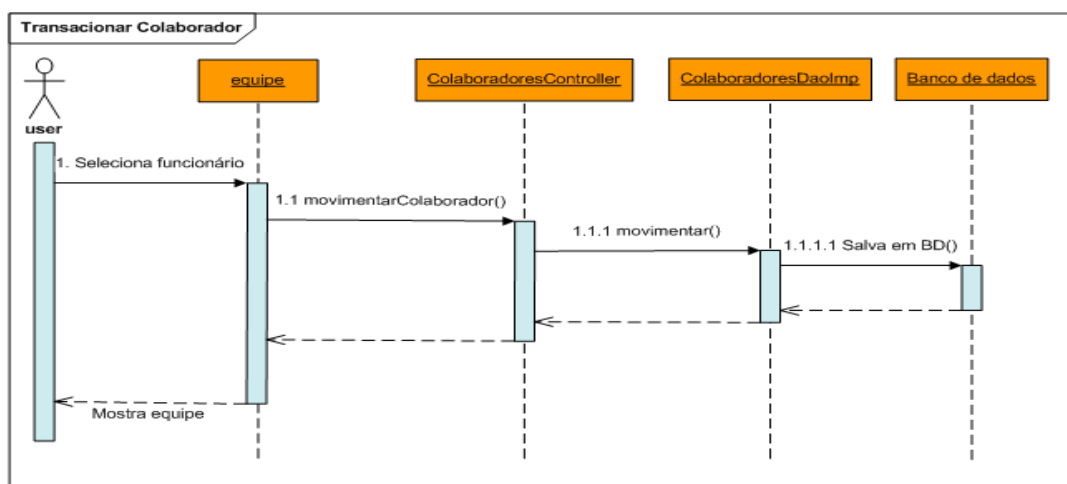 Transacionar Colaborador
user
equipe
ColaboradoresController
ColaboradoresDaoImp
Banco de dados
1. Seleciona funcionário
1.1 movimentarColaborador()
1.1.1 movimentar()
1.1.1.1 Salva em BD()
Mostra equipe